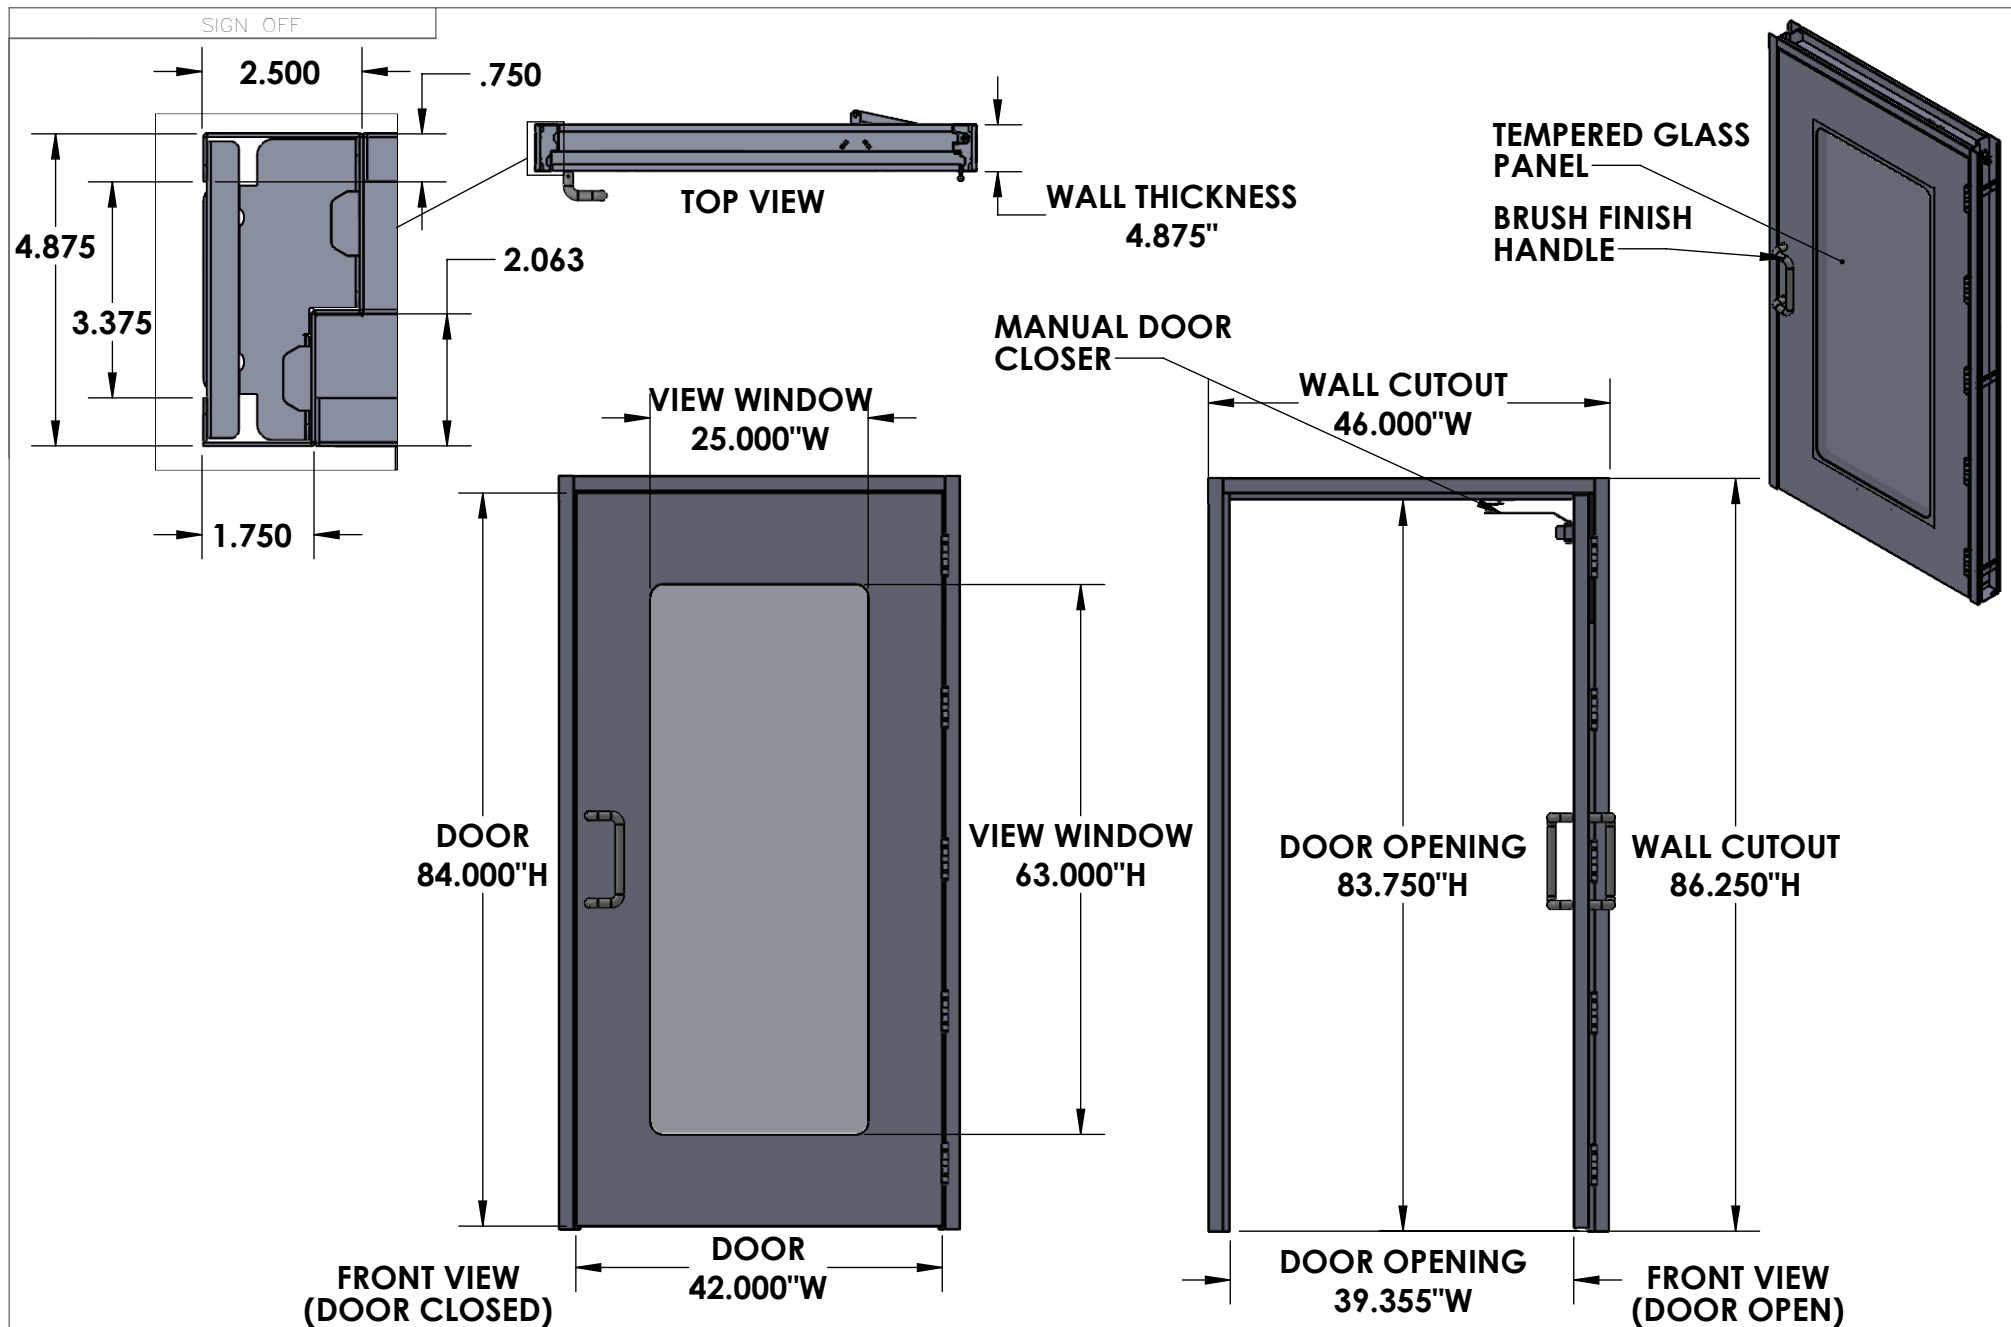 SIGN OFF
2.500
.750
4.875
3.375
2.063
1.750
TOP VIEW
WALL THICKNESS
4.875"
TEMPERED GLASS
PANEL
BRUSH FINISH
HANDLE
MANUAL DOOR
CLOSER
VIEW WINDOW
25.000"W
WALL CUTOUT
46.000"W
DOOR
84.000"H
VIEW WINDOW
63.000"H
DOOR OPENING
83.750"H
WALL CUTOUT
86.250"H
DOOR
42.000"W
FRONT VIEW
(DOOR CLOSED)
DOOR OPENING
39.355"W
FRONT VIEW
(DOOR OPEN)